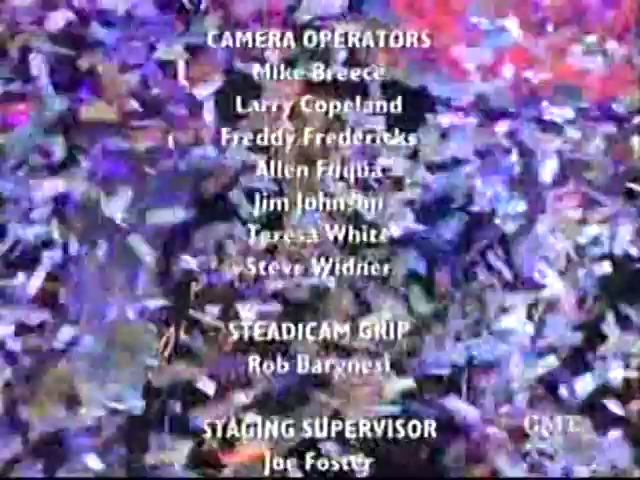 CAMERA OPERATORS
Mike Breece
Larry Copeland
Freddy Fredericks
Allen Fuqua
Jim Johnson
Teresa White
Steve Widner
STEADICAM GRIP
Rob Bargnesi
STAGING SUPERVISOR
Joe Foster
GMT